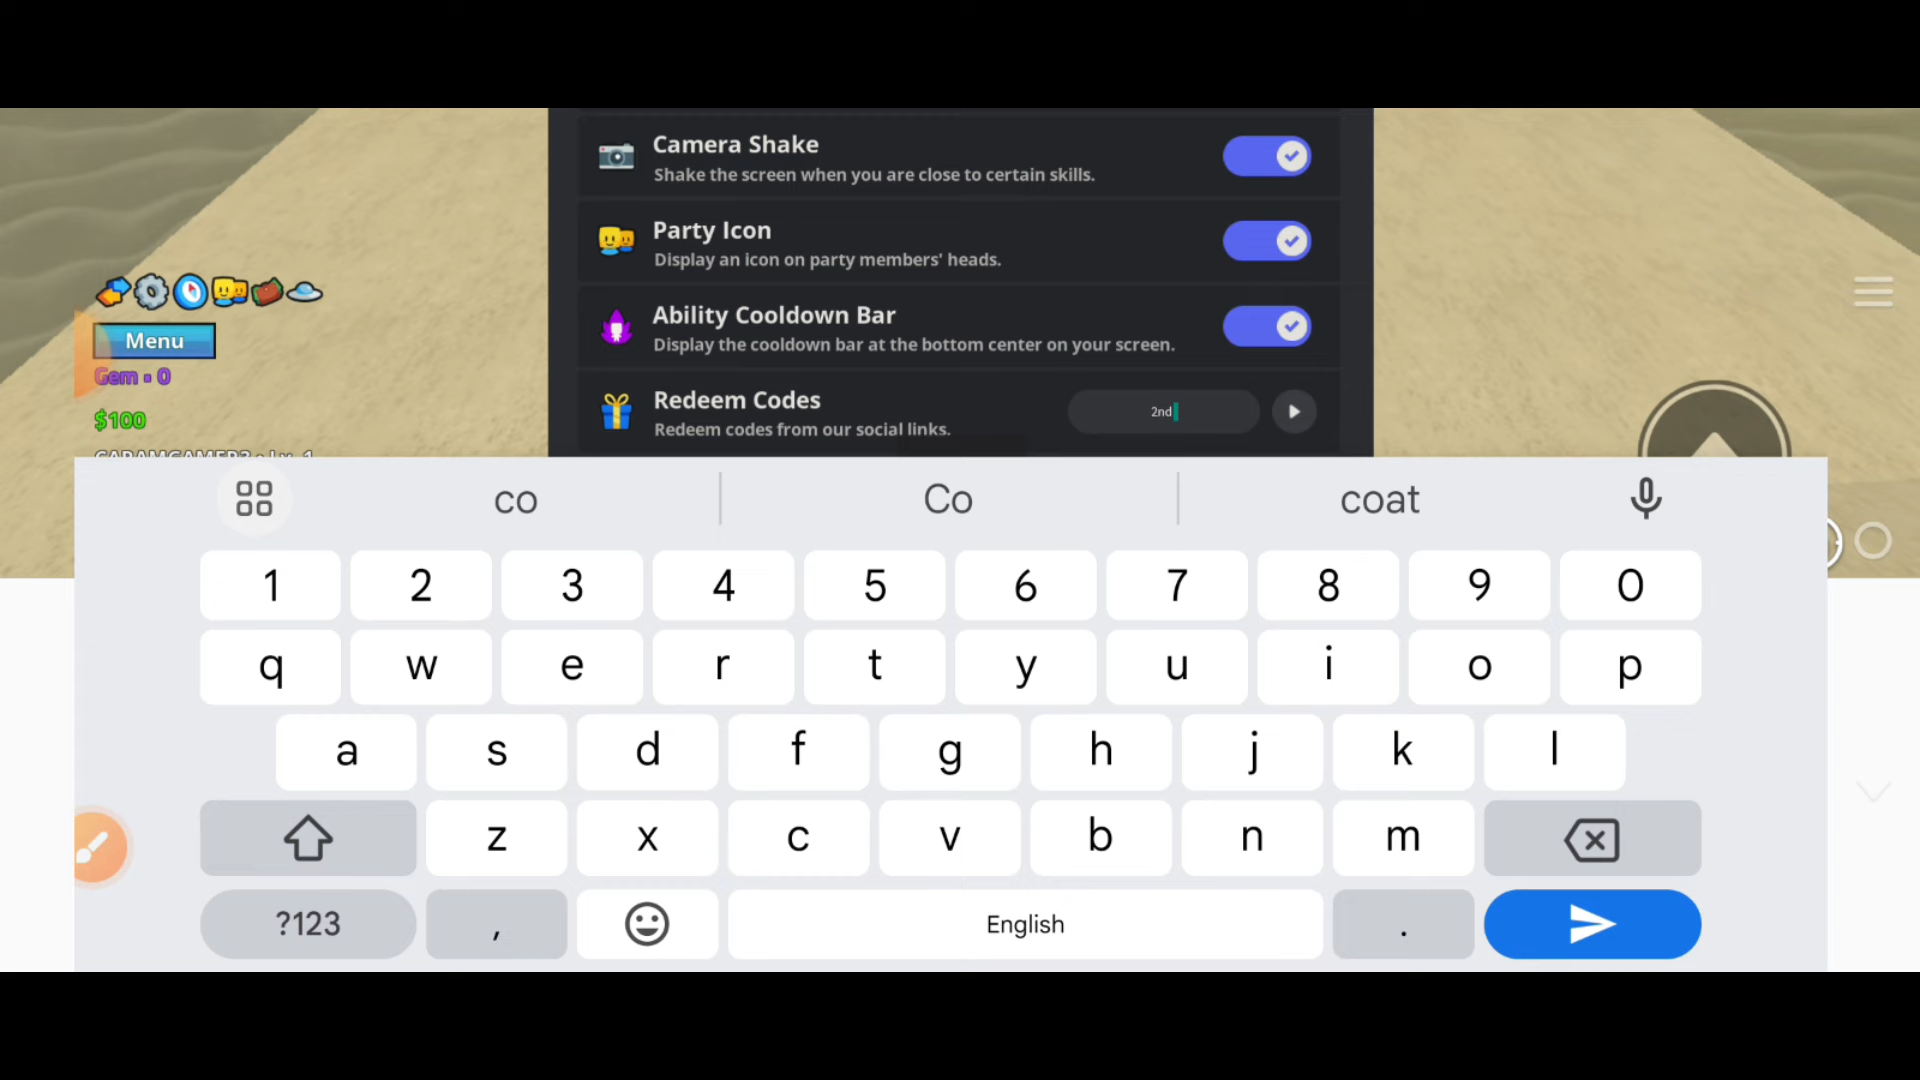 Camera Shake
Shake the screen when you are close to certain skills.
Party Icon
Display an icon on party members' heads.
Ability Cooldown Bar
Display the cooldown bar at the bottom center on your screen.
Redeem Codes
2nd
Redeem codes from our social links.
Menu
Gem • 0
$100
co Co coat
1 2 3 4 5 6 7 8 9 0
q w e r t y u i o p
a s d f g h j k l
z x c v b n m
?123 , English .